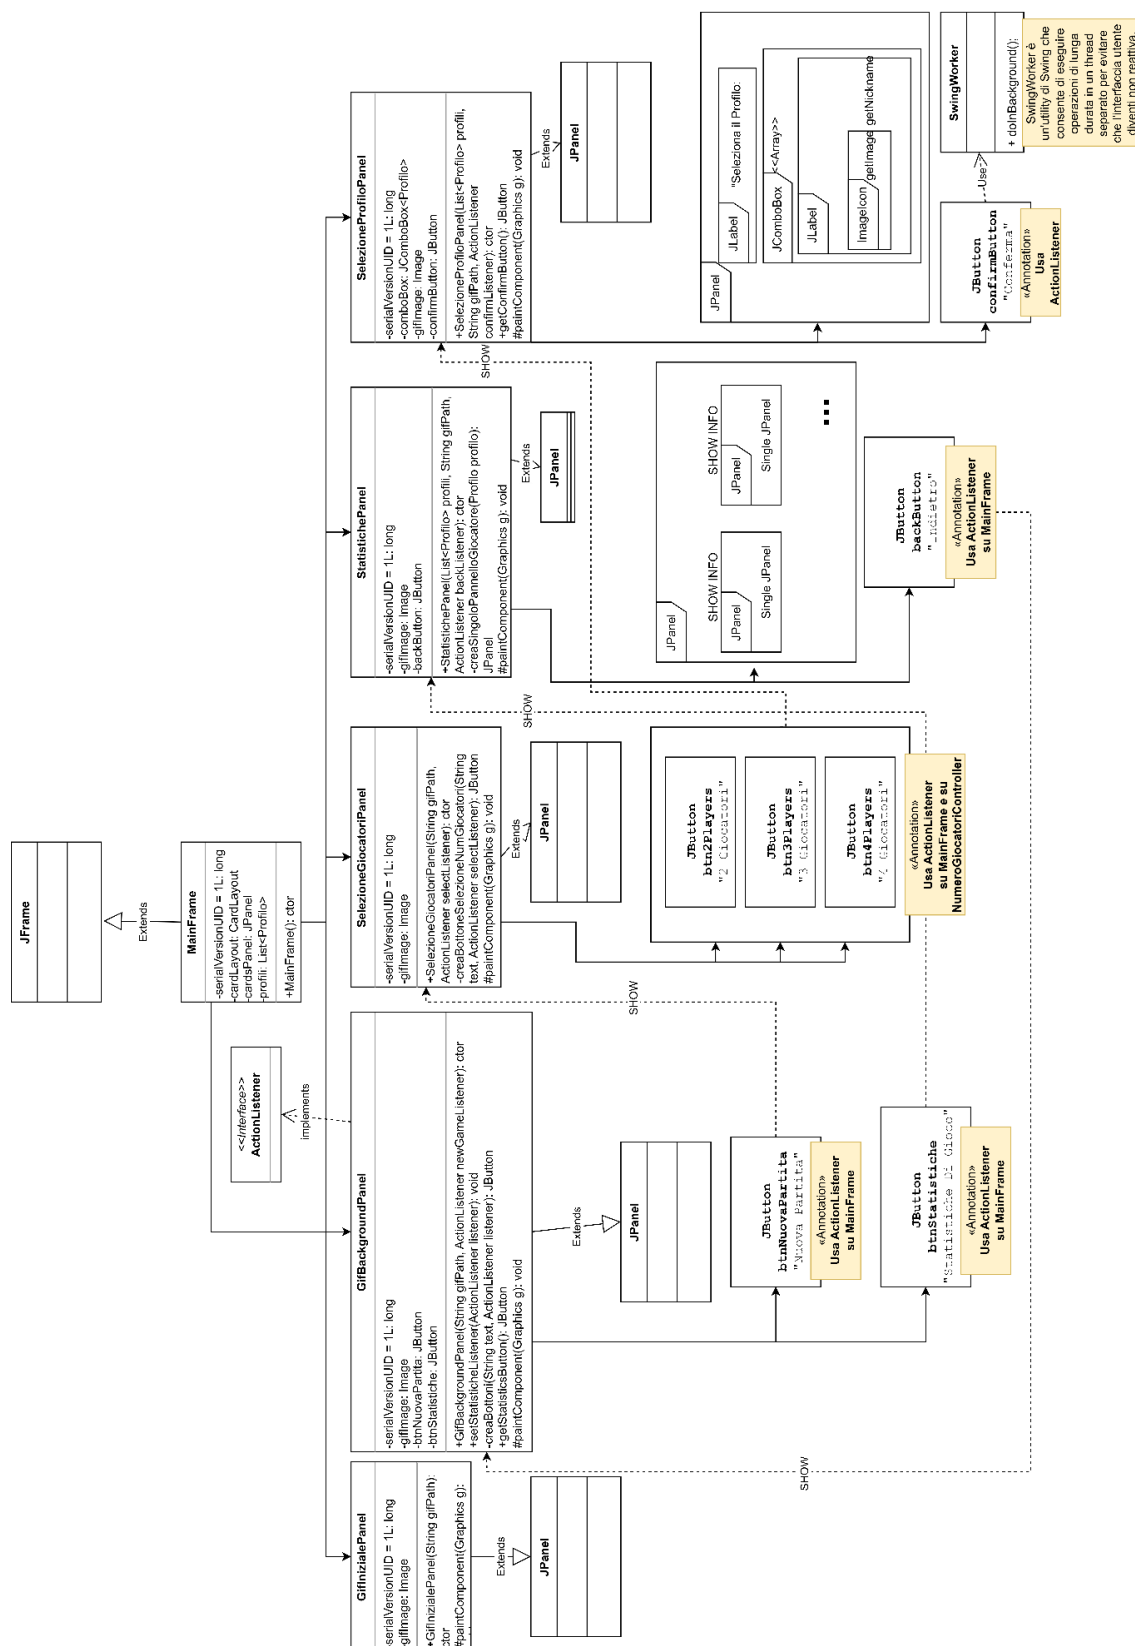 JFrame
Extends
MainFrame
-serialVersionUID = 1L: long
-cardLayout: CardLayout
-cardsPanel: JPanel
-profili: List<Profilo>
+MainFrame(): ctor
<<Interface>>
ActionListener
implements
GifInizialePanel
-serialVersionUID = 1L: long
-gifImage: Image
+GifInizialePanel(String gifPath):
ctor
#paintComponent(Graphics g):
Extends
JPanel
GifBackgroundPanel
-serialVersionUID = 1L: long
-gifImage: Image
-btnNuovaPartita: JButton
-btnStatistiche: JButton
+GifBackgroundPanel(String gifPath, ActionListener newGameListener): ctor
+setStatisticheListener(ActionListener listener): void
-creaBottoni(String text, ActionListener listener): JButton
+getStatisticsButton(): JButton
#paintComponent(Graphics g): void
Extends
JPanel
JButton
btnNuovaPartita
"Nuova Partita"
«Annotation»
Usa ActionListener
su MainFrame
JButton
btnStatistiche
"Statistiche Di Gioco"
«Annotation»
Usa ActionListener
su MainFrame
SHOW
SelezioneGiocatoriPanel
-serialVersionUID = 1L: long
-gifImage: Image
+SelezioneGiocatoriPanel(String gifPath,
ActionListener selectListener): ctor
-creaBottoneSelezioneNumGiocatori(String
text, ActionListener selectListener): JButton
#paintComponent(Graphics g): void
Extends
JPanel
SHOW
JButton
btn2Players
"2 Giocatori"
JButton
btn3Players
"3 Giocatori"
JButton
btn4Players
"4 Giocatori"
«Annotation»
Usa ActionListener
su MainFrame e su
NumeroGiocatoriController
StatistichePanel
-serialVersionUID = 1L: long
-gifImage: Image
-backButton: JButton
+StatistichePanel(List<Profilo> profili, String gifPath,
ActionListener backListener): ctor
-creaSingoloPannelloGiocatore(Profilo profilo):
JPanel
#paintComponent(Graphics g): void
Extends
JPanel
SHOW
JPanel
SHOW INFO
JPanel
Single JPanel
SHOW INFO
JPanel
Single JPanel
...
JButton
backButton
"Indietro"
«Annotation»
Usa ActionListener
su MainFrame
SelezioneProfiloPanel
-serialVersionUID = 1L: long
-comboBox: JComboBox<Profilo>
-gifImage: Image
-confirmButton: JButton
+SelezioneProfiloPanel(List<Profilo> profili,
String gifPath, ActionListener
confirmListener): ctor
+getConfirmButton(): JButton
#paintComponent(Graphics g): void
Extends
JPanel
SHOW
JPanel
JLabel
"Seleziona il Profilo:
JComboBox
<<Array>>
JLabel
ImageIcon
getImage
getNickname
JButton
confirmButton
"Conferma"
«Annotation»
Usa
ActionListener
Use
SwingWorker
+ doInBackground():
SwingWorker è
un'utility di Swing che
consente di eseguire
operazioni di lunga
durata in un thread
separato per evitare
che l'interfaccia utente
diventi non reattiva.